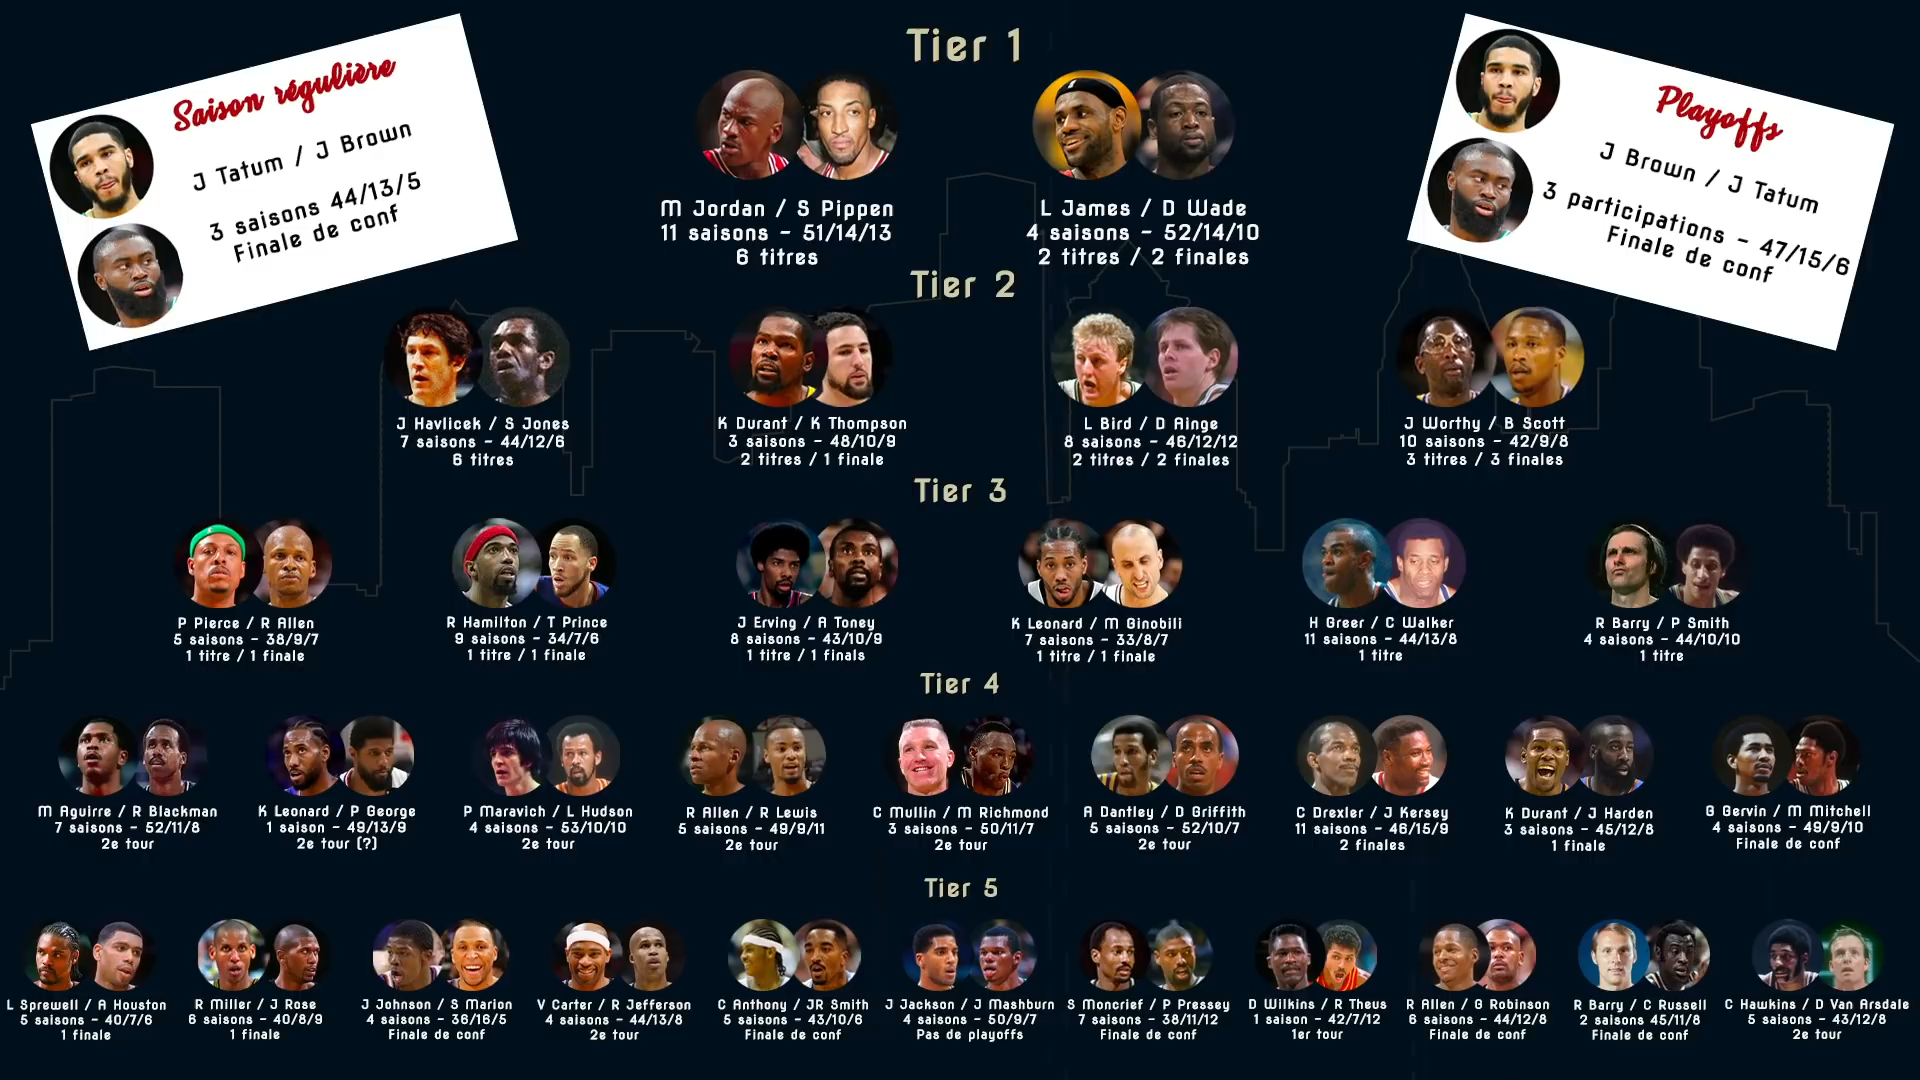 Saison régulière
J Tatum / J Brown
3 saisons 44/13/5
Finale de conf
Playoffs
J Brown / J Tatum
3 participations - 47/15/6
Finale de conf
Tier 1
M Jordan / S Pippen
11 saisons - 51/14/13
6 titres
L James / D Wade
4 saisons - 52/14/10
2 titres / 2 finales
Tier 2
J Havlicek / S Jones
7 saisons - 44/12/6
6 titres
K Durant / K Thompson
3 saisons - 48/10/9
2 titres / 1 finale
L Bird / D Ainge
8 saisons - 46/12/12
2 titres / 2 finales
J Worthy / B Scott
10 saisons - 42/9/8
3 titres / 3 finales
Tier 3
P Pierce / R Allen
5 saisons - 38/9/7
1 titre / 1 finale
R Hamilton / T Prince
9 saisons - 34/7/6
1 titre / 1 finale
J Erving / A Toney
8 saisons - 43/10/9
1 titre / 1 finals
K Leonard / M Ginobili
7 saisons - 33/8/7
1 titre / 1 finale
H Greer / C Walker
11 saisons - 44/13/8
1 titre
R Barry / P Smith
4 saisons - 44/10/10
1 titre
Tier 4
M Aguirre / R Blackman
7 saisons - 52/11/8
2e tour
K Leonard / P George
1 saison - 49/13/9
2e tour (?)
P Maravich / L Hudson
4 saisons - 53/10/10
2e tour
R Allen / R Lewis
5 saisons - 49/9/11
2e tour
C Mullin / M Richmond
3 saisons - 50/11/7
2e tour
A Dantley / D Griffith
5 saisons - 52/10/7
2e tour
C Drexler / J Kersey
11 saisons - 46/15/9
2 finales
K Durant / J Harden
3 saisons - 45/12/8
1 finale
G Gervin / M Mitchell
4 saisons - 49/9/10
Finale de conf
Tier 5
L Sprewell / A Houston
5 saisons - 40/7/6
1 finale
R Miller / J Rose
6 saisons - 40/8/9
1 finale
J Johnson / S Marion
4 saisons - 36/16/5
Finale de conf
V Carter / R Jefferson
4 saisons - 44/13/8
2e tour
C Anthony / JR Smith
5 saisons - 43/10/6
Finale de conf
J Jackson / J Mashburn
4 saisons - 50/9/7
Pas de playoffs
S Moncrief / P Pressey
7 saisons - 38/11/12
Finale de conf
D Wilkins / R Theus
1 saison - 42/7/12
1er tour
R Allen / G Robinson
6 saisons - 44/12/8
Finale de conf
R Barry / C Russell
2 saisons 45/11/8
Finale de conf
C Hawkins / D Van Arsdale
5 saisons - 43/12/8
2e tour